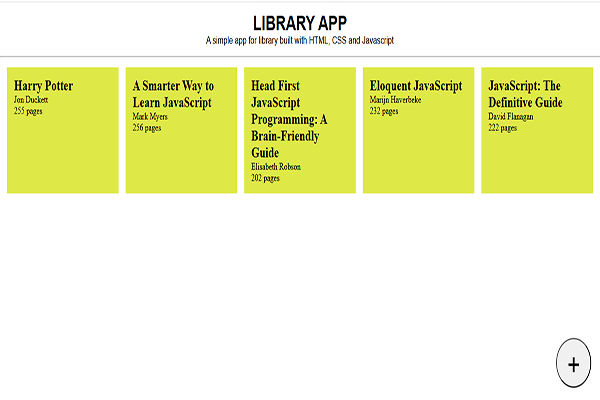 LIBRARY APP
A simple app for library built with HTML, CSS and Javascript
Harry Potter
Jon Duckett
255 pages
A Smarter Way to
Learn JavaScript
Mark Myers
256 pages
Head First
JavaScript
Programming: A
Brain-Friendly
Guide
Elisabeth Robson
202 pages
Eloquent JavaScript
Marijn Haverbeke
232 pages
JavaScript: The
Definitive Guide
David Flanagan
222 pages
+